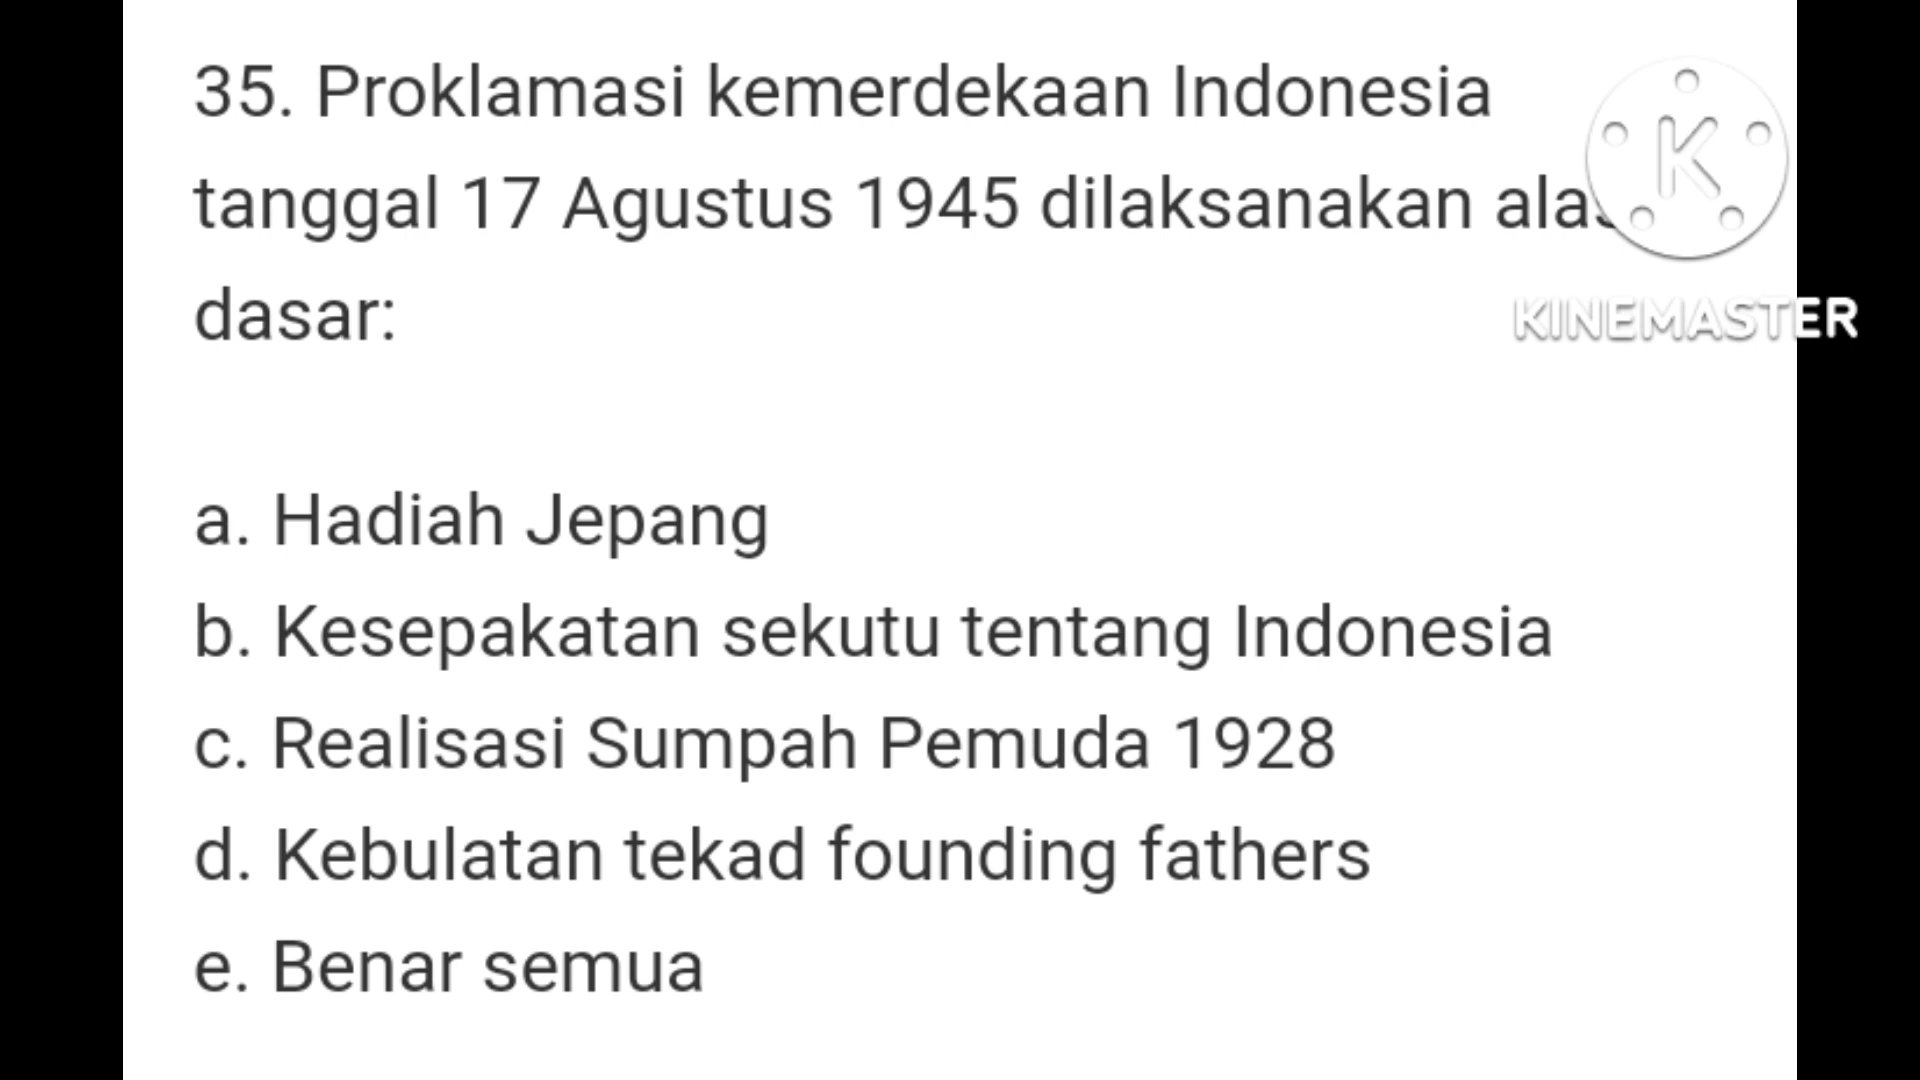 35. Proklamasi kemerdekaan Indonesia
tanggal 17 Agustus 1945 dilaksanakan
dasar:
a. Hadiah Jepang
b. Kesepakatan sekutu tentang Indonesia
c. Realisasi Sumpah Pemuda 1928
d. Kebulatan tekad founding fathers
e. Benar semua
K
KINEMASTER